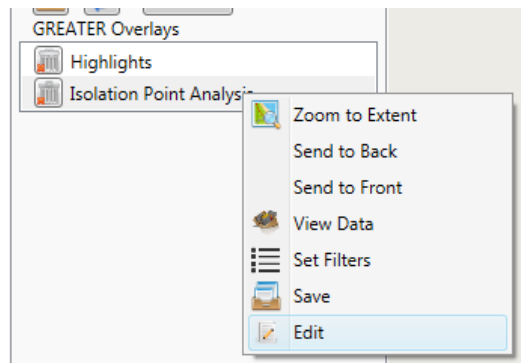 GREATER Overlays
Highlights
Isolation Point Analysis
Zoom to Extent
Send to Back
Send to Front
View Data
Set Filters
Save
Edit